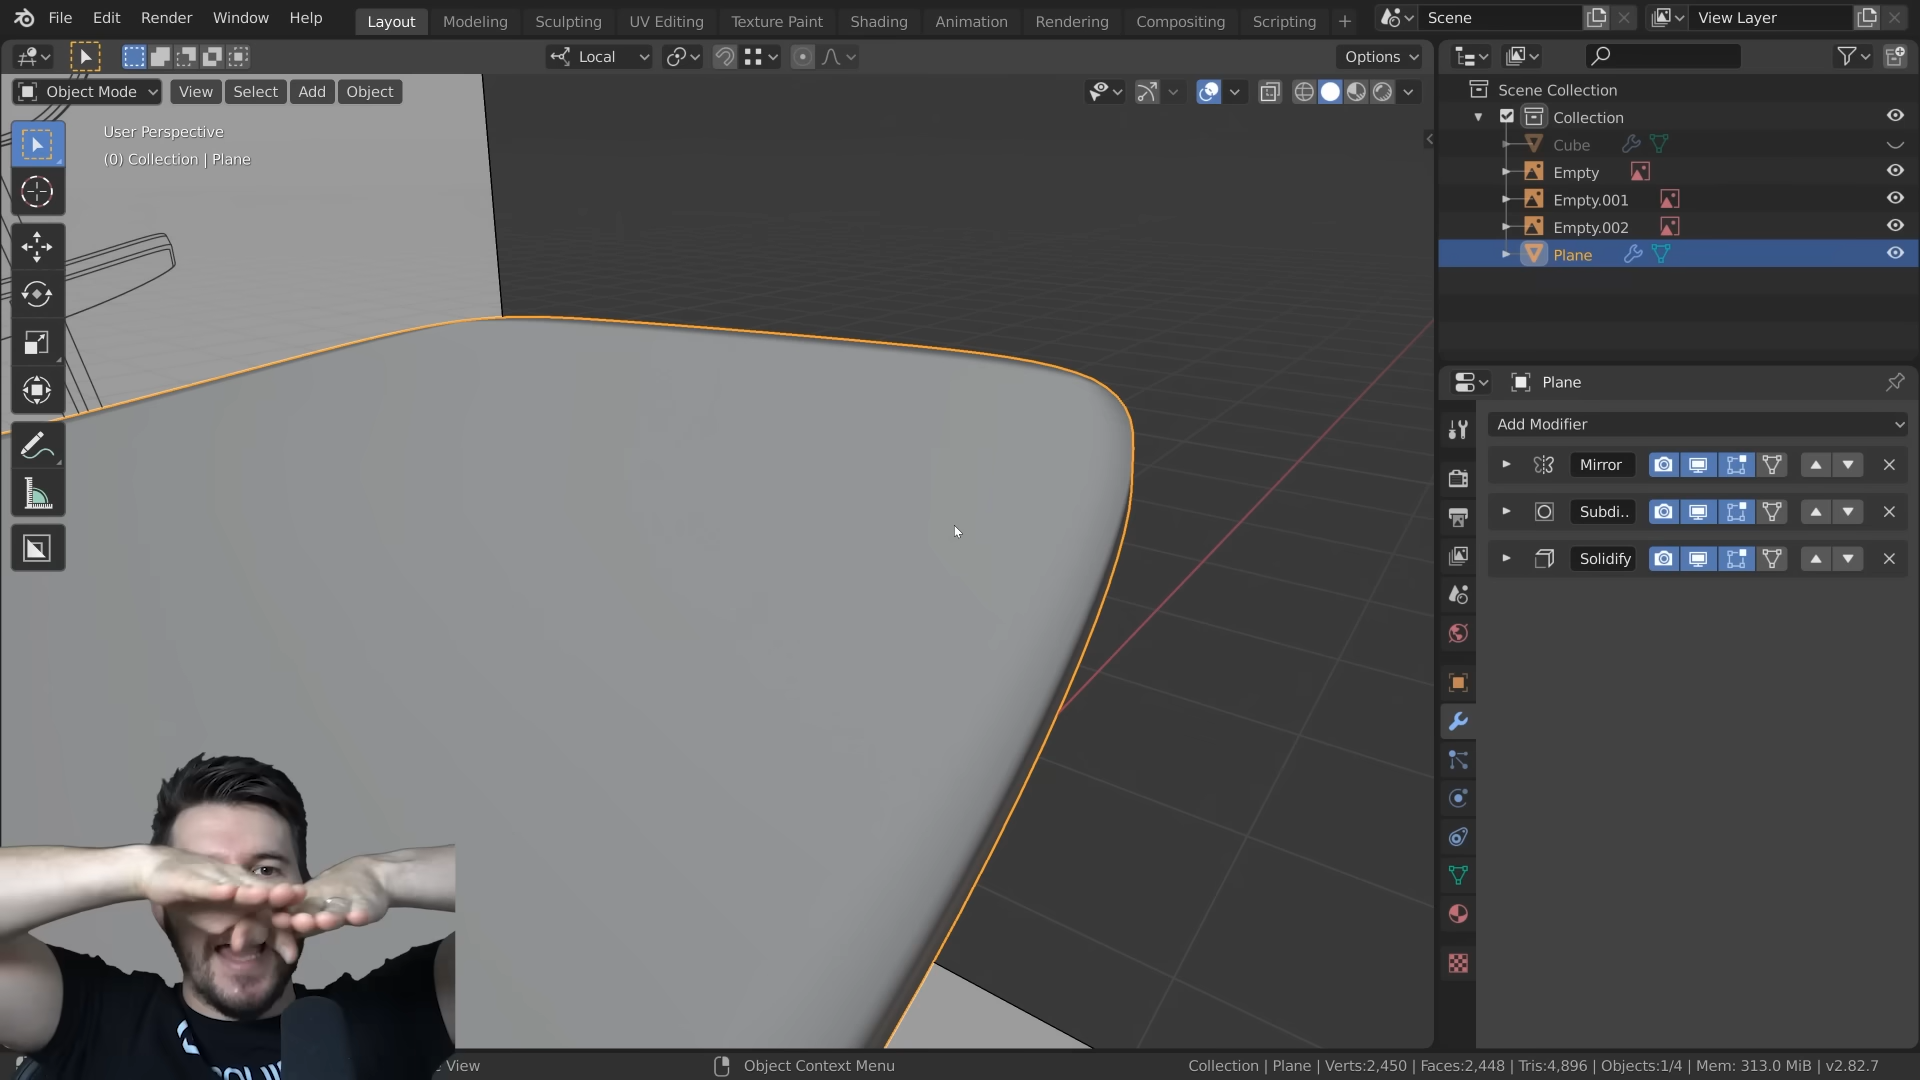 File Edit Render Window Help Layout Modeling Sculpting UV Editing Texture Paint Shading Animation Rendering Compositing Scripting + Scene View Layer
Local Options
Object Mode View Select Add Object
User Perspective
(0) Collection | Plane
Scene Collection
Collection
Cube
Empty
Empty.001
Empty.002
Plane
Plane
Add Modifier
Mirror
Subdi..
Solidify
View Object Context Menu Collection | Plane | Verts:2,450 | Faces:2,448 | Tris:4,896 | Objects:1/4 | Mem: 313.0 MiB | v2.82.7